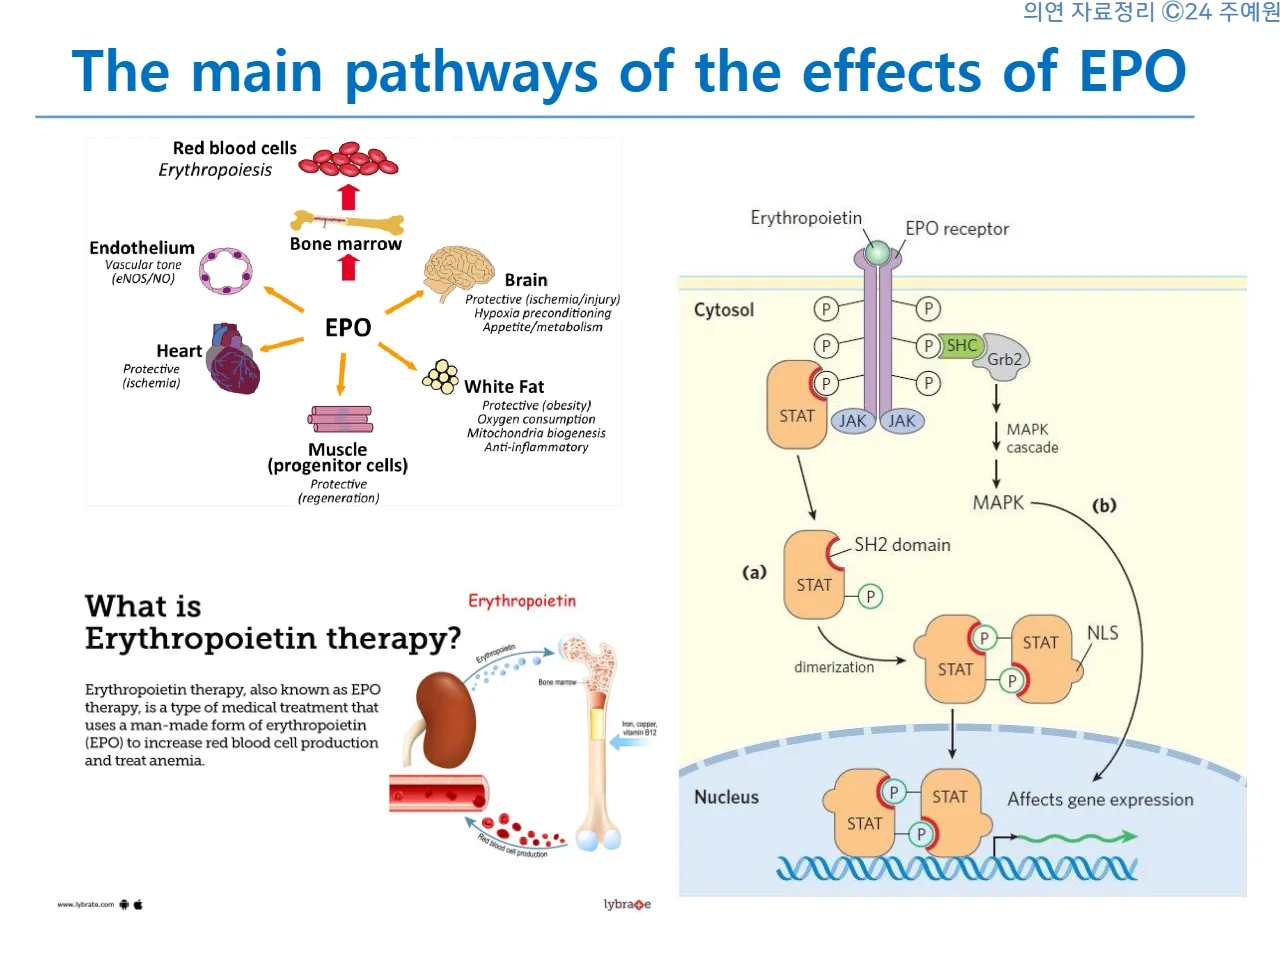 의연 자료정리 Ⓒ24 주예원
The main pathways of the effects of EPO
Red blood cells
Erythropoiesis
Bone marrow
Endothelium
Vascular tone
(eNOS/NO)
Brain
Protective (ischemia/injury)
Hypoxia preconditioning
Appetite/metabolism
EPO
Heart
Protective
(ischemia)
White Fat
Protective (obesity)
Oxygen consumption
Mitochondria biogenesis
Anti-inflammatory
Muscle
(progenitor cells)
Protective
(regeneration)
What is
Erythropoietin therapy?
Erythropoietin therapy, also known as EPO
therapy, is a type of medical treatment that
uses a man-made form of erythropoietin
(EPO) to increase red blood cell production
and treat anemia.
Erythropoietin
Erythropoietin
Bone marrow
Iron, copper,
vitamin B12
Red blood cell production
www.lybrate.com
lybrate
Erythropoietin
EPO receptor
Cytosol
P
P
P
P
SHC
Grb2
P
P
STAT
JAK
JAK
MAPK
cascade
MAPK
(b)
SH2 domain
(a)
STAT
P
dimerization
P
STAT
NLS
STAT
P
Nucleus
P
STAT
Affects gene expression
STAT
P